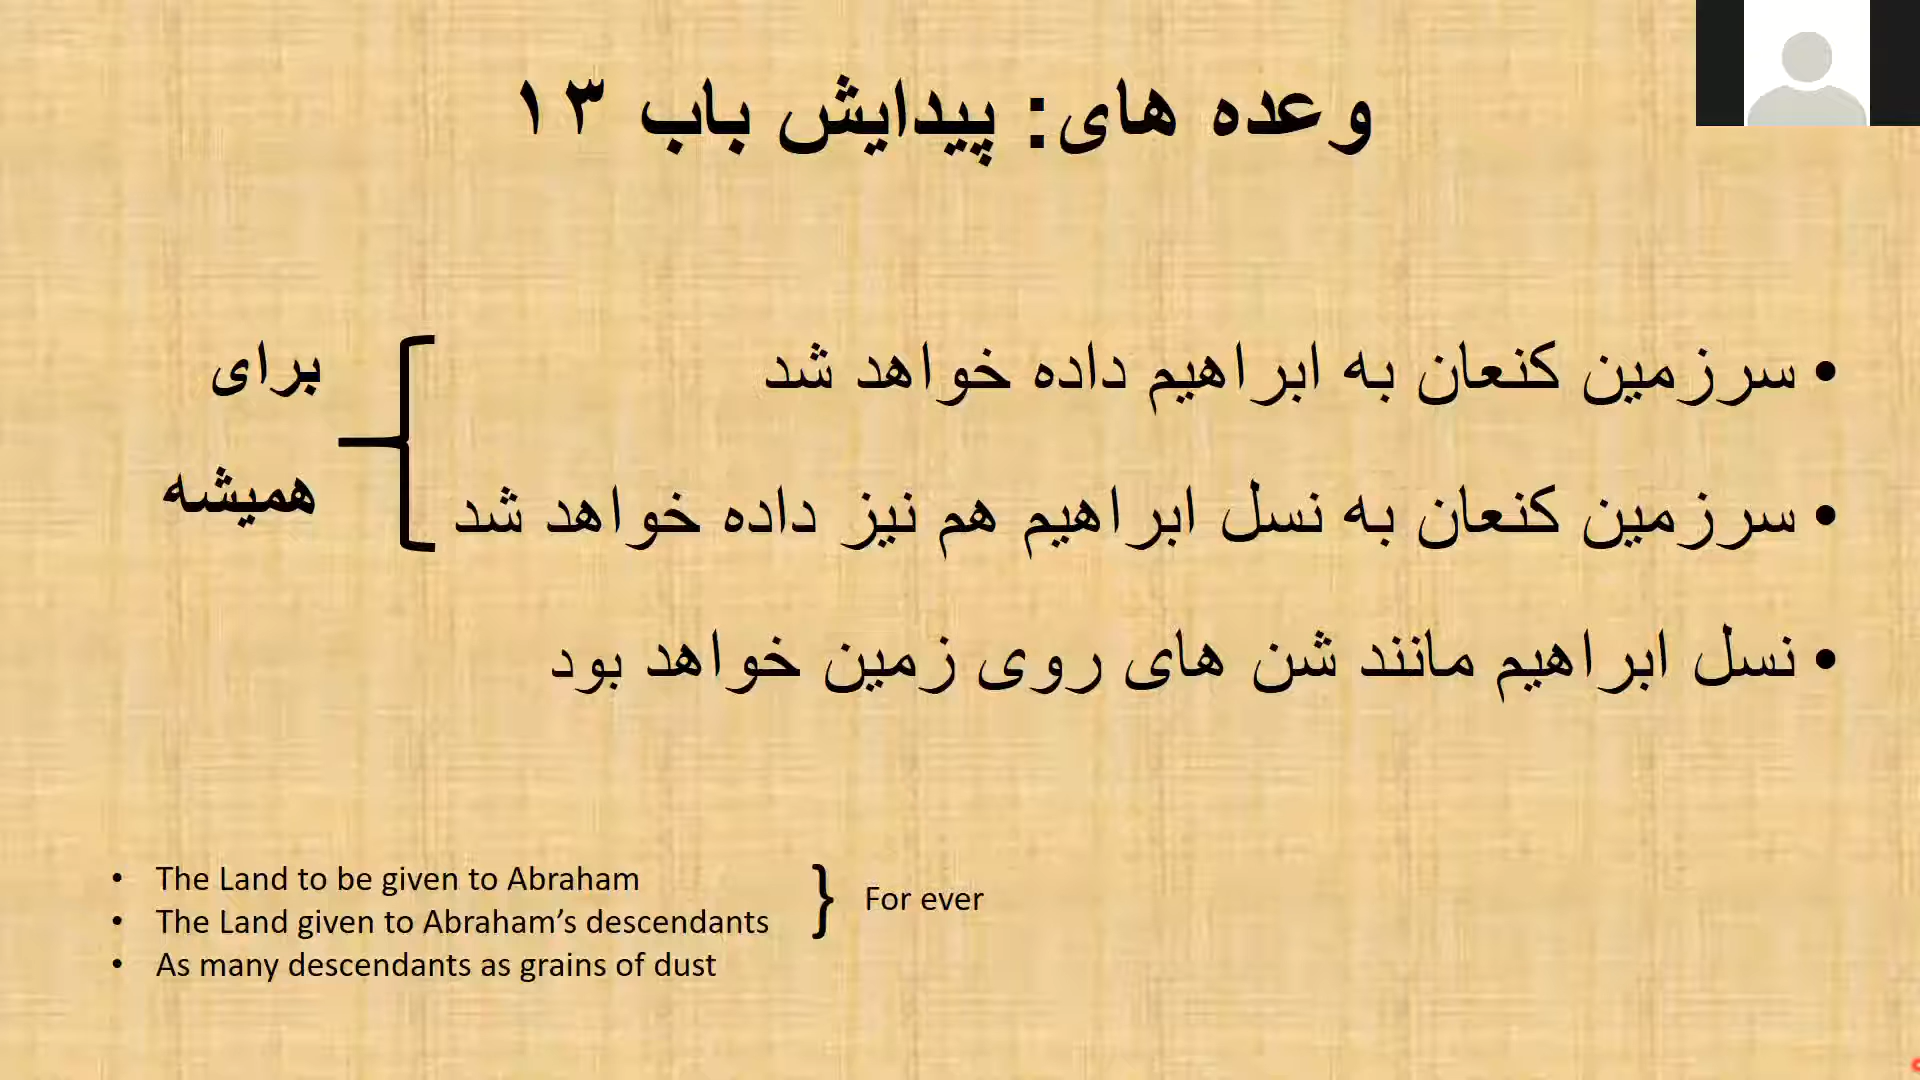 وعده های: پیدایش باب ۱۳
• سرزمین کنعان به ابراهیم داده خواهد شد
• سرزمین کنعان به نسل ابراهیم هم نیز داده خواهد شد
برای
همیشه
• نسل ابراهیم مانند شن های روی زمین خواهد بود
• The Land to be given to Abraham
• The Land given to Abraham’s descendants
} For ever
• As many descendants as grains of dust